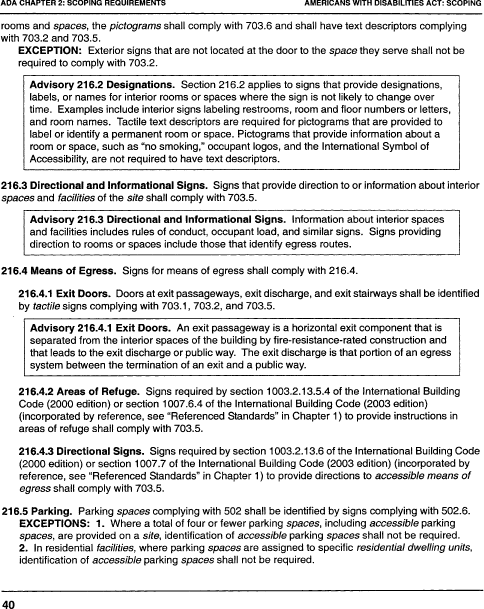 ADA CHAPTER 2: SCOPING REQUIREMENTS AMERICANS WITH DISABILITIES ACT: SCOPING
rooms and spaces, the pictograms shall comply with 703.6 and shall have text descriptors complying
with 703.2 and 703.5.
EXCEPTION: Exterior signs that are not located at the door to the space they serve shall not be
required to comply with 703.2.
Advisory 216.2 Designations. Section 216.2 applies to signs that provide designations,
labels, or names for interior rooms or spaces where the sign is not likely to change over
time. Examples include interior signs labeling restrooms, room and floor numbers or letters,
and room names. Tactile text descriptors are required for pictograms that are provided to
label or identify a permanent room or space. Pictograms that provide information about a
room or space, such as “no smoking,” occupant logos, and the International Symbol of
Accessibility, are not required to have text descriptors.
216.3 Directional and Informational Signs. Signs that provide direction to or information about interior
spaces and facilities of the site shall comply with 703.5.
Advisory 216.3 Directional and Informational Signs. Information about interior spaces
and facilities includes rules of conduct, occupant load, and similar signs. Signs providing
direction to rooms or spaces include those that identify egress routes.
216.4 Means of Egress. Signs for means of egress shall comply with 216.4.
216.4.1 Exit Doors. Doors at exit passageways, exit discharge, and exit stairways shall be identified
by tactile signs complying with 703.1, 703.2, and 703.5.
Advisory 216.4.1 Exit Doors. An exit passageway is a horizontal exit component that is
separated from the interior spaces of the building by fire-resistance-rated construction and
that leads to the exit discharge or public way. The exit discharge is that portion of an egress
system between the termination of an exit and a public way.
216.4.2 Areas of Refuge. Signs required by section 1003.2.13.5.4 of the International Building
Code (2000 edition) or section 1007.6.4 of the International Building Code (2003 edition)
(incorporated by reference, see “Referenced Standards” in Chapter 1) to provide instructions in
areas of refuge shall comply with 703.5.
216.4.3 Directional Signs. Signs required by section 1003.2.13.6 of the International Building Code
(2000 edition) or section 1007.7 of the International Building Code (2003 edition) (incorporated by
reference, see “Referenced Standards” in Chapter 1) to provide directions to accessible means of
egress shall comply with 703.5.
216.5 Parking. Parking spaces complying with 502 shall be identified by signs complying with 502.6.
EXCEPTIONS: 1. Where a total of four or fewer parking spaces, including accessible parking
spaces, are provided on a site, identification of accessible parking spaces shall not be required.
2. In residential facilities, where parking spaces are assigned to specific residential dwelling units,
identification of accessible parking spaces shall not be required.
40